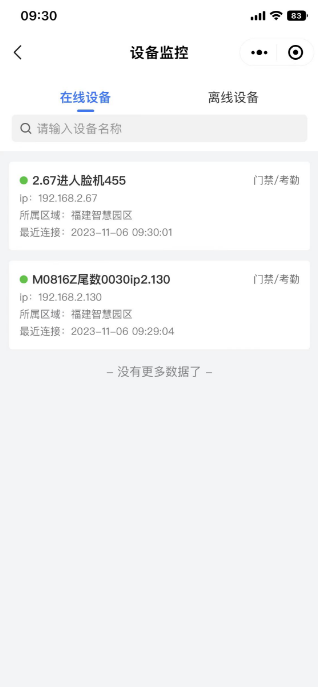 09:30
83
设备监控
在线设备 离线设备
请输入设备名称
2.67进人脸机455 门禁/考勤
ip: 192.168.2.67
所属区域：福建智慧园区
最近连接：2023-11-06 09:30:01
M0816Z尾数0030ip2.130 门禁/考勤
ip: 192.168.2.130
所属区域：福建智慧园区
最近连接：2023-11-06 09:29:04
- 没有更多数据了 -